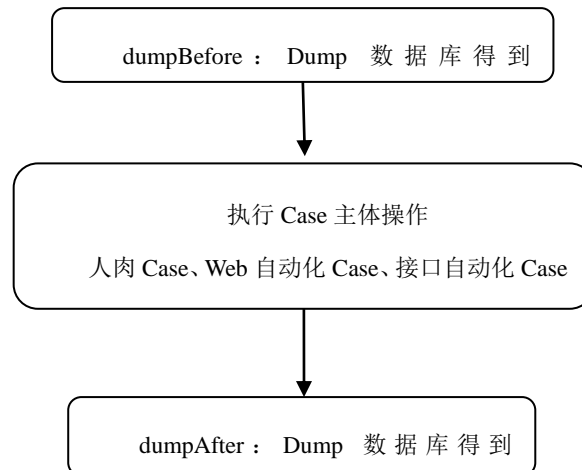 dumpBefore ： Dump 数据库得到
执行 Case 主体操作
人肉 Case、Web 自动化 Case、接口自动化 Case
dumpAfter： Dump 数据库得到